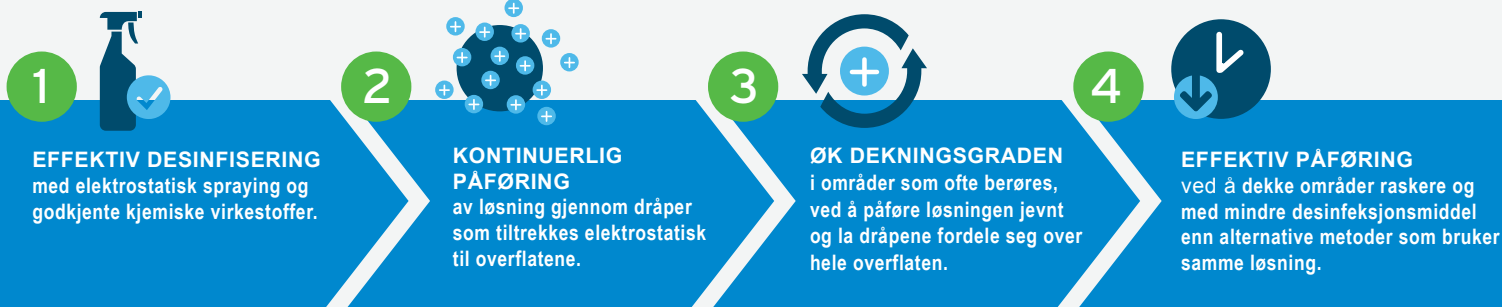 1
EFFEKTIV DESINFISERING
med elektrostatisk spraying og
godkjente kjemiske virkestoffer.
2
KONTINUERLIG
PÅFØRING
av løsning gjennom dråper
som tiltrekkes elektrostatisk
til overflatene.
3
ØK DEKNINGSGRADEN
i områder som ofte berøres,
ved å påføre løsningen jevnt
og la dråpene fordele seg over
hele overflaten.
4
EFFEKTIV PÅFØRING
ved å dekke områder raskere og
med mindre desinfeksjonsmiddel
enn alternative metoder som bruker
samme løsning.